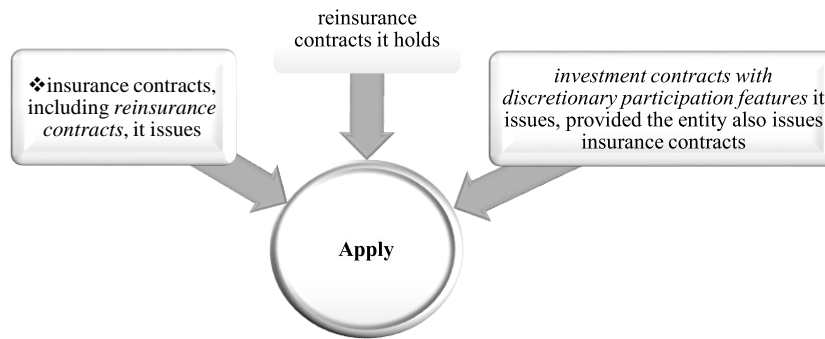 reinsurance
contracts it holds
❖insurance contracts,
including reinsurance
contracts, it issues
investment contracts with
discretionary participation features it
issues, provided the entity also issues
insurance contracts
Apply